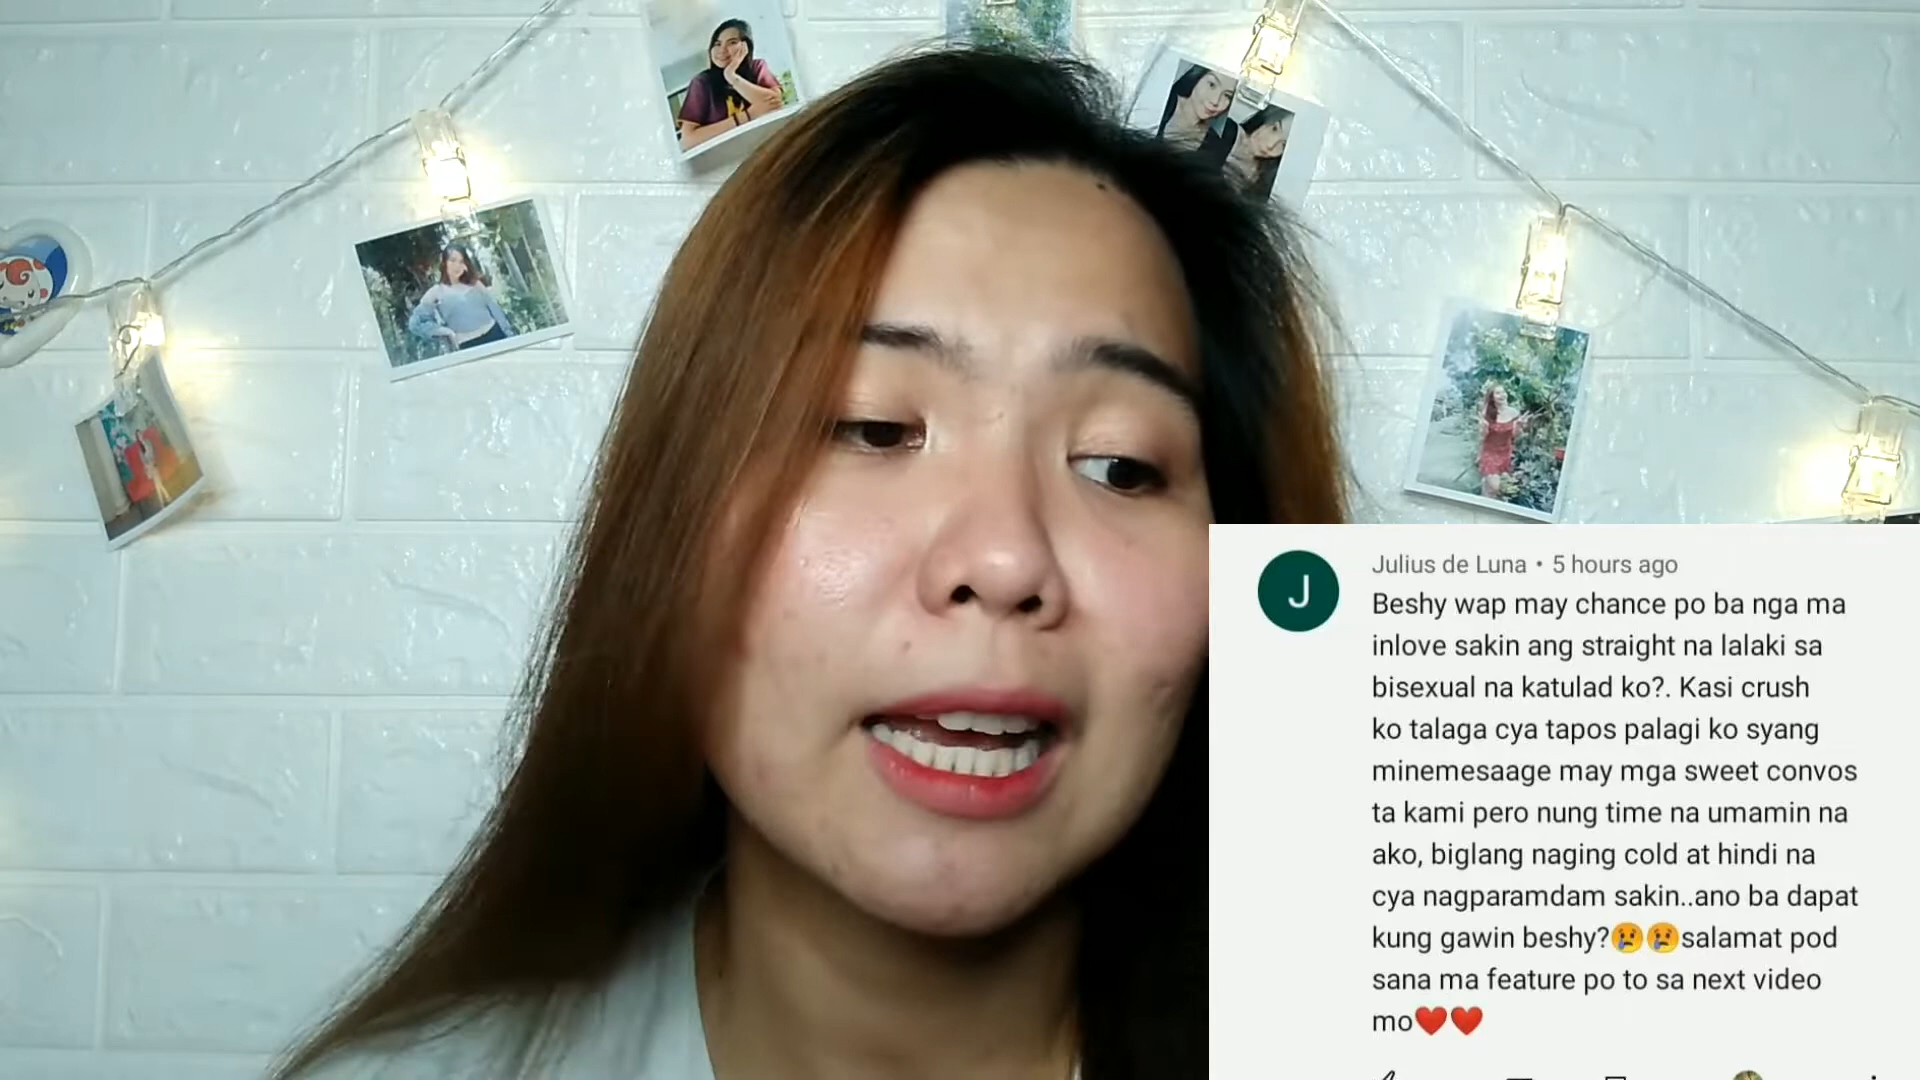 J
Julius de Luna • 5 hours ago
Beshy wap may chance po ba nga ma
inlove sakin ang straight na lalaki sa
bisexual na katulad ko?. Kasi crush
ko talaga cya tapos palagi ko syang
minemesaage may mga sweet convos
ta kami pero nung time na umamin na
ako, biglang naging cold at hindi na
cya nagparamdam sakin..ano ba dapat
kung gawin beshy?😢😢salamat pod
sana ma feature po to sa next video
mo❤️❤️